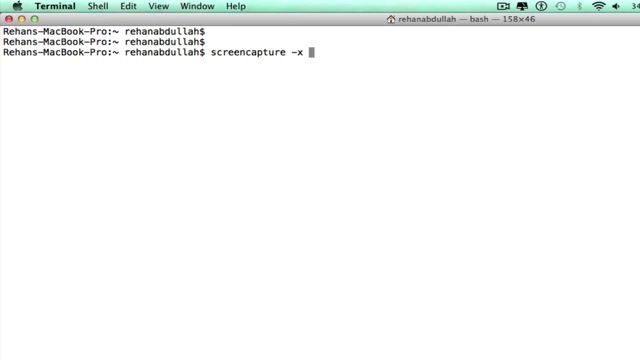 Terminal Shell Edit View Window Help
rehanabdullah — bash — 158×46
Rehans-MacBook-Pro:~ rehanabdullah$
Rehans-MacBook-Pro:~ rehanabdullah$
Rehans-MacBook-Pro:~ rehanabdullah$ screencapture -x